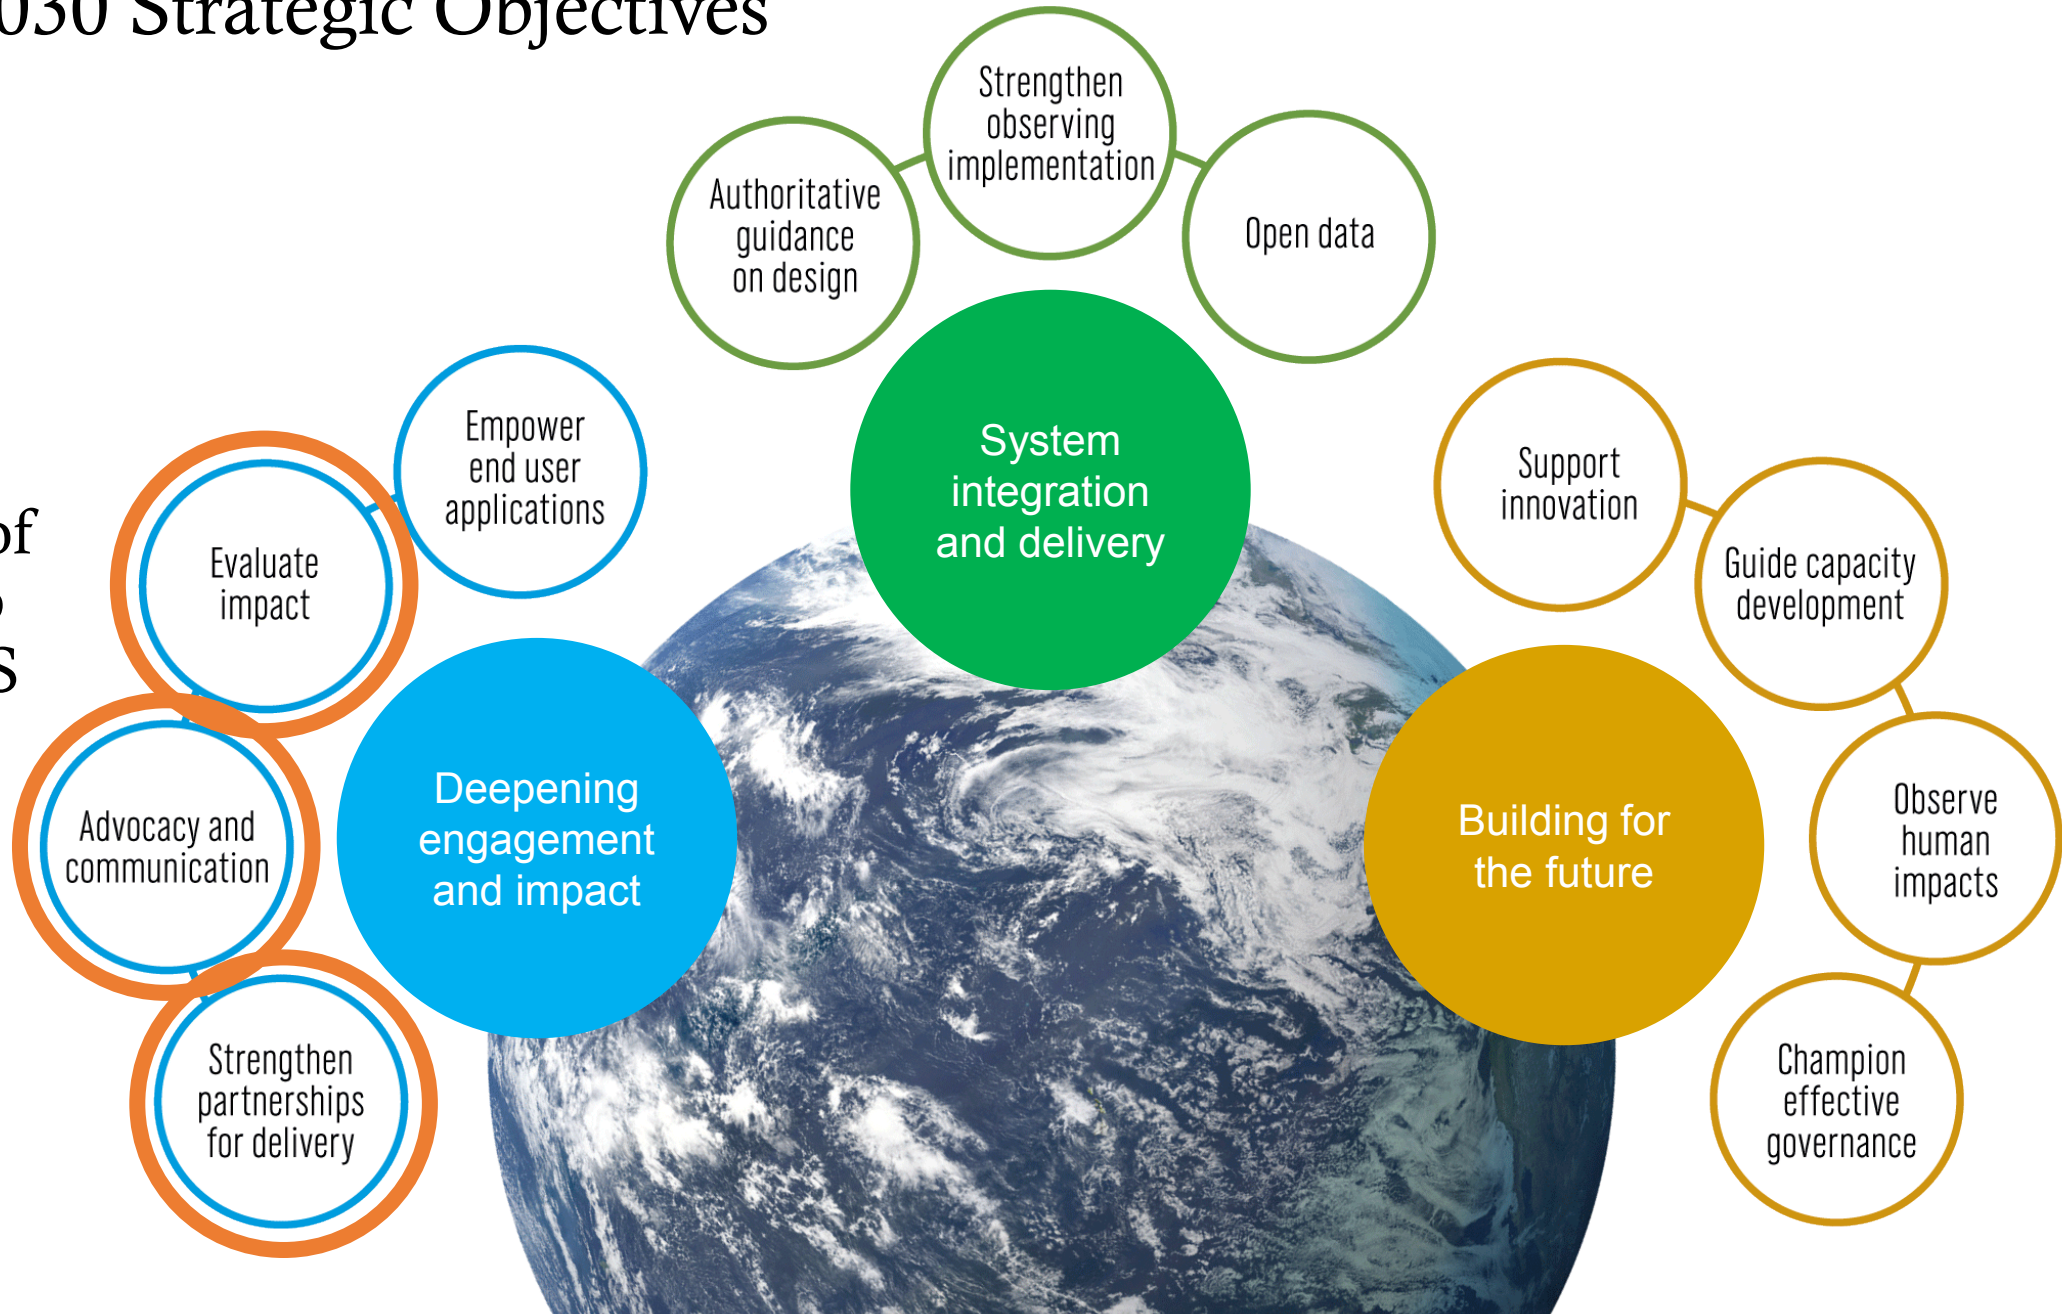 030 Strategic Objectives
Strengthen
observing
implementation
Authoritative
guidance
on design
Open data
System
integration
and delivery
Empower
end user
applications
Evaluate
impact
Advocacy and
communication
Strengthen
partnerships
for delivery
Deepening
engagement
and impact
Support
innovation
Guide capacity
development
Observe
human
impacts
Champion
effective
governance
Building for
the future
of
S